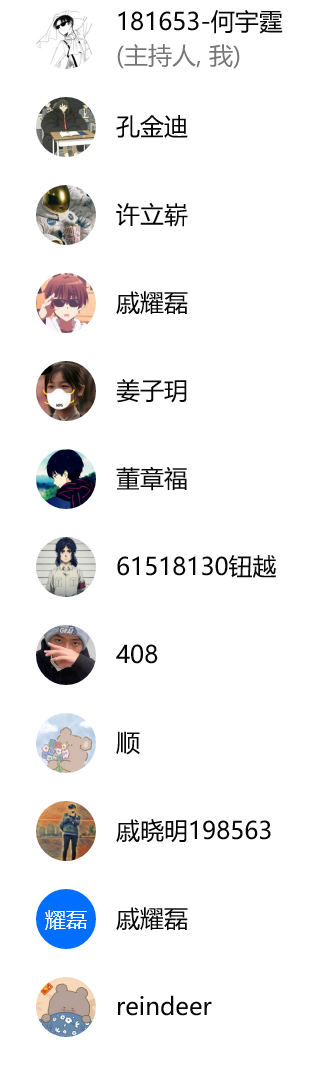 181653-何宇霆
(主持人, 我)
孔金迪
许立崭
戚耀磊
姜子玥
董章福
61518130钮越
408
顺
戚晓明198563
耀磊
戚耀磊
reindeer